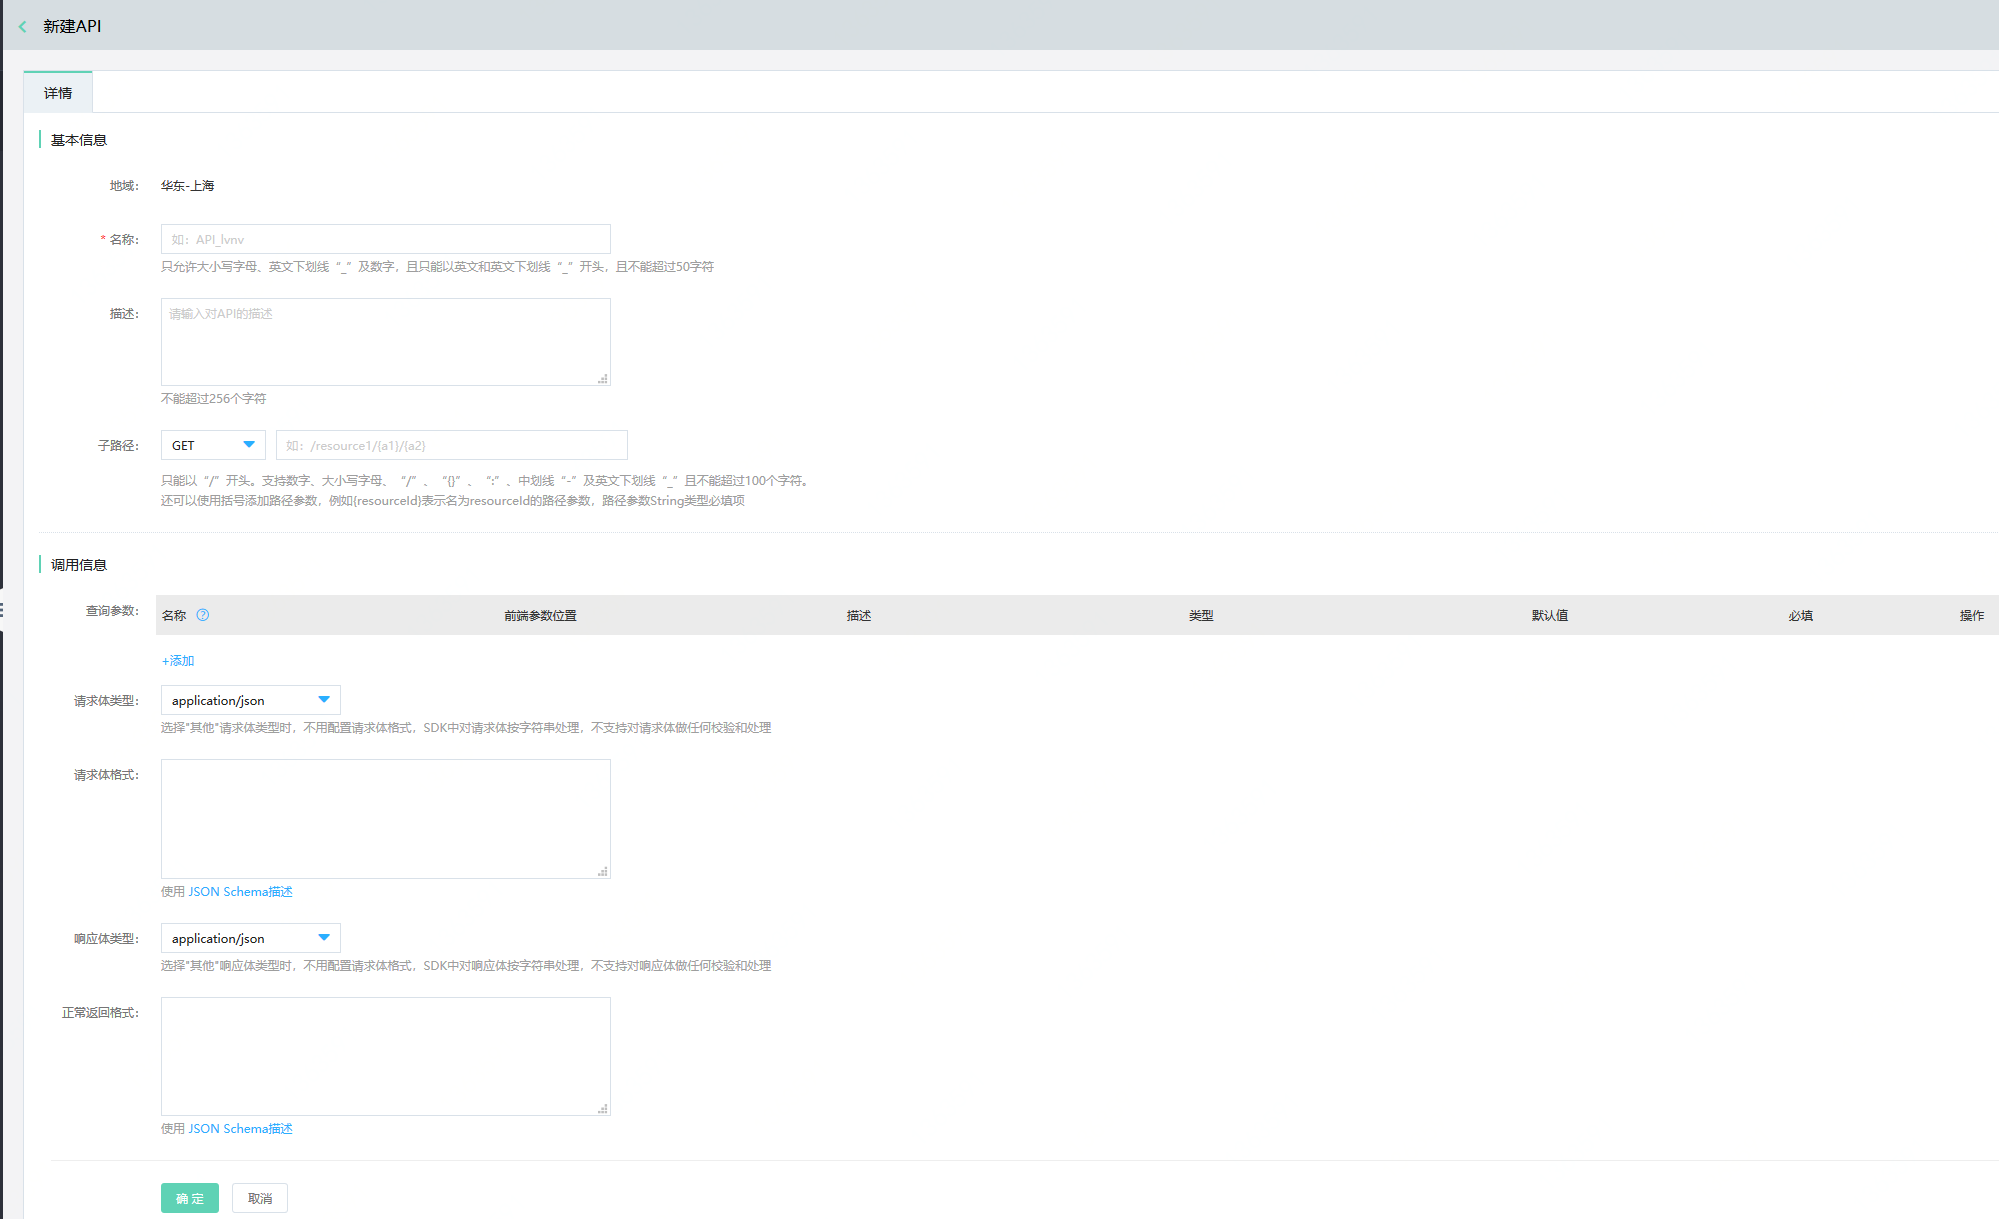 新建API
详情
基本信息
地域： 华东-上海
* 名称： 如：API_lvnv
只允许大小写字母、英文下划线“_”及数字，且只能以英文和英文下划线“_”开头，且不能超过50字符
描述： 请输入对API的描述
不能超过256个字符
子路径： GET 如：/resource1/{a1}/{a2}
只能以“/”开头。支持数字、大小写字母、“/”、“{}”、“:”、中划线“-”及英文下划线“_”且不能超过100个字符。
还可以使用括号添加路径参数，例如{resourceId}表示名为resourceId的路径参数，路径参数String类型必填项
调用信息
查询参数： 名称 ? 前端参数位置 描述 类型 默认值 必填 操作
+添加
请求体类型： application/json
选择"其他"请求体类型时，不用配置请求体格式，SDK中对请求体按字符串处理，不支持对请求体做任何校验和处理
请求体格式：
使用 JSON Schema描述
响应体类型： application/json
选择"其他"响应体类型时，不用配置请求体格式，SDK中对响应体按字符串处理，不支持对响应体做任何校验和处理
正常返回格式：
使用 JSON Schema描述
确 定 取消